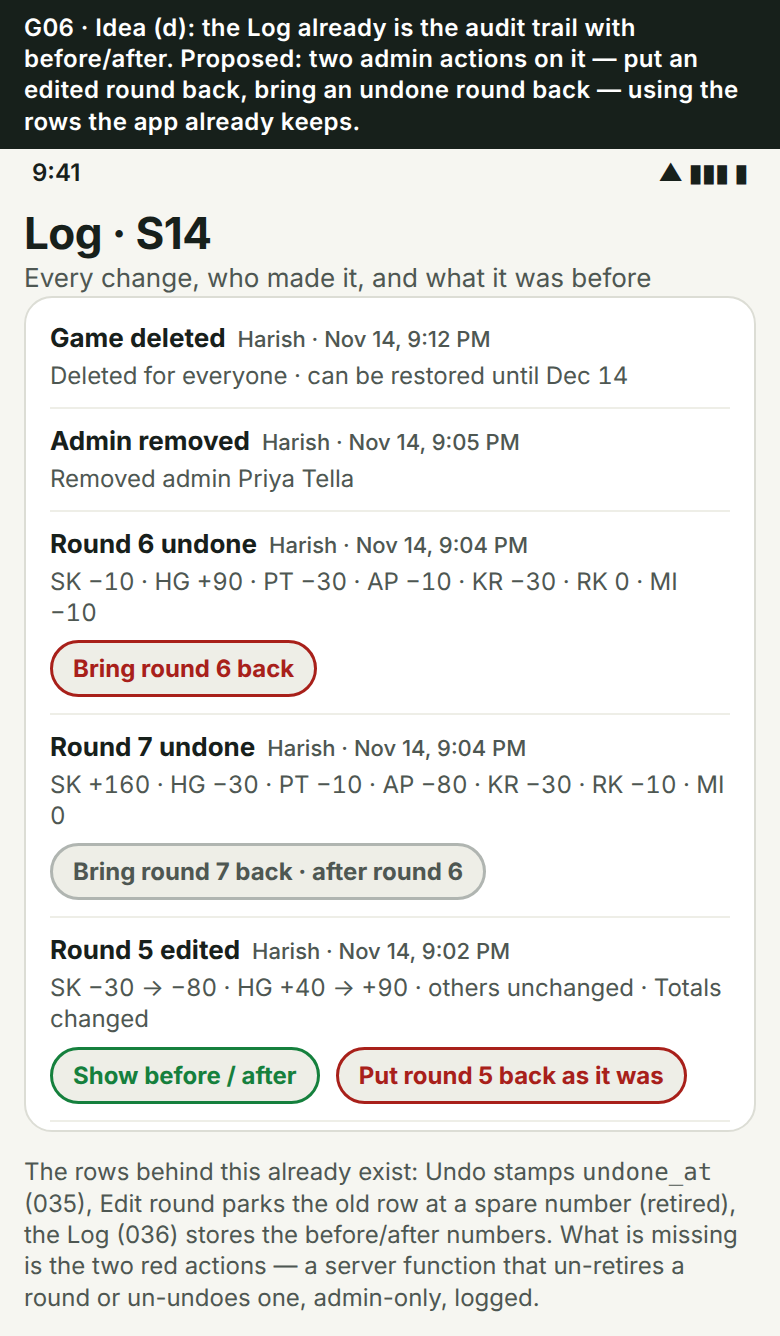 G06 · Idea (d): the Log already is the audit trail with
before/after. Proposed: two admin actions on it — put an
edited round back, bring an undone round back — using the
rows the app already keeps.
9:41
Log · S14
Every change, who made it, and what it was before
Game deleted Harish · Nov 14, 9:12 PM
Deleted for everyone · can be restored until Dec 14
Admin removed Harish · Nov 14, 9:05 PM
Removed admin Priya Tella
Round 6 undone Harish · Nov 14, 9:04 PM
SK −10 · HG +90 · PT −30 · AP −10 · KR −30 · RK 0 · MI
−10
Bring round 6 back
Round 7 undone Harish · Nov 14, 9:04 PM
SK +160 · HG −30 · PT −10 · AP −80 · KR −30 · RK −10 · MI
0
Bring round 7 back · after round 6
Round 5 edited Harish · Nov 14, 9:02 PM
SK −30 → −80 · HG +40 → +90 · others unchanged · Totals
changed
Show before / after Put round 5 back as it was
The rows behind this already exist: Undo stamps undone_at
(035), Edit round parks the old row at a spare number (retired),
the Log (036) stores the before/after numbers. What is missing
is the two red actions — a server function that un-retires a
round or un-undoes one, admin-only, logged.